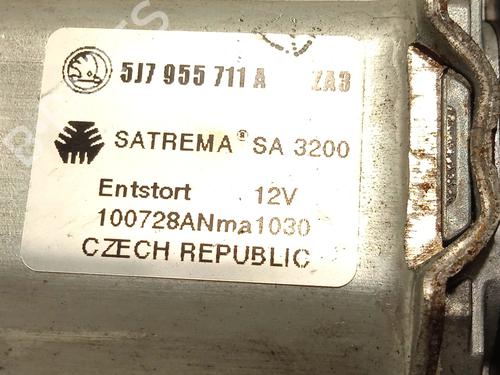 5J7 955 711 A ZA3
SATREMA® SA 3200
Entstort 12V
100728ANma1030
CZECH REPUBLIC